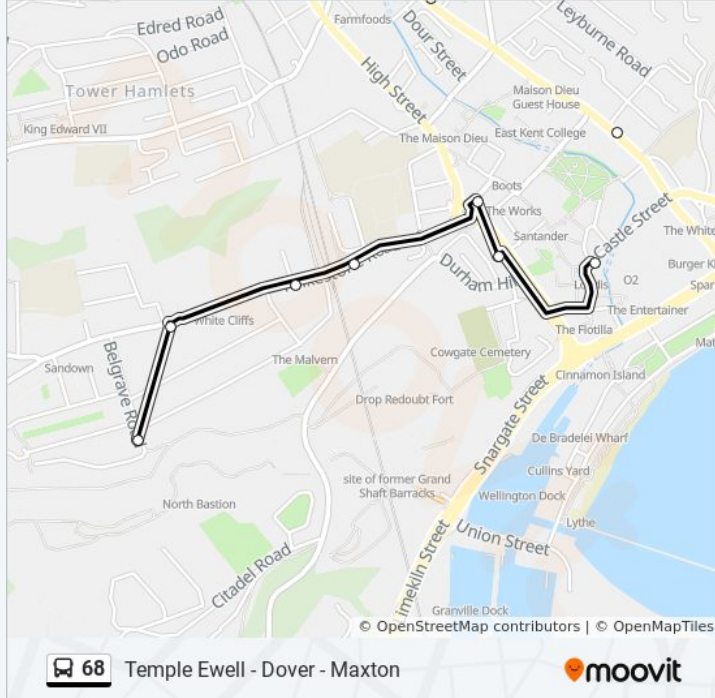 Edred Road
Odo Road
Farmfoods
Dour Street
Leyburne Road
High Street
Tower Hamlets
King Edward VII
Maison Dieu
Guest House
The Maison Dieu
East Kent College
Boots
The Works
Santander
Castle Street
The White
Durham Hil
O2
Burger K
Spar
The Entertainer
The Flotilla
White Cliffs
Belgrave Ro
Sandown
The Malvern
Cowgate Cemetery
Cinnamon Island
Mat
Drop Redoubt Fort
Snargate Street
De Bradelei Wharf
Cullins Yard
site of former Grand
Shaft Barracks
Wellington Dock
North Bastion
Lythe
Union Street
Citadel Road
Limekiln Street
Granville Dock
© OpenStreetMap contributors | © OpenMapTiles
68 Temple Ewell - Dover - Maxton
moovit